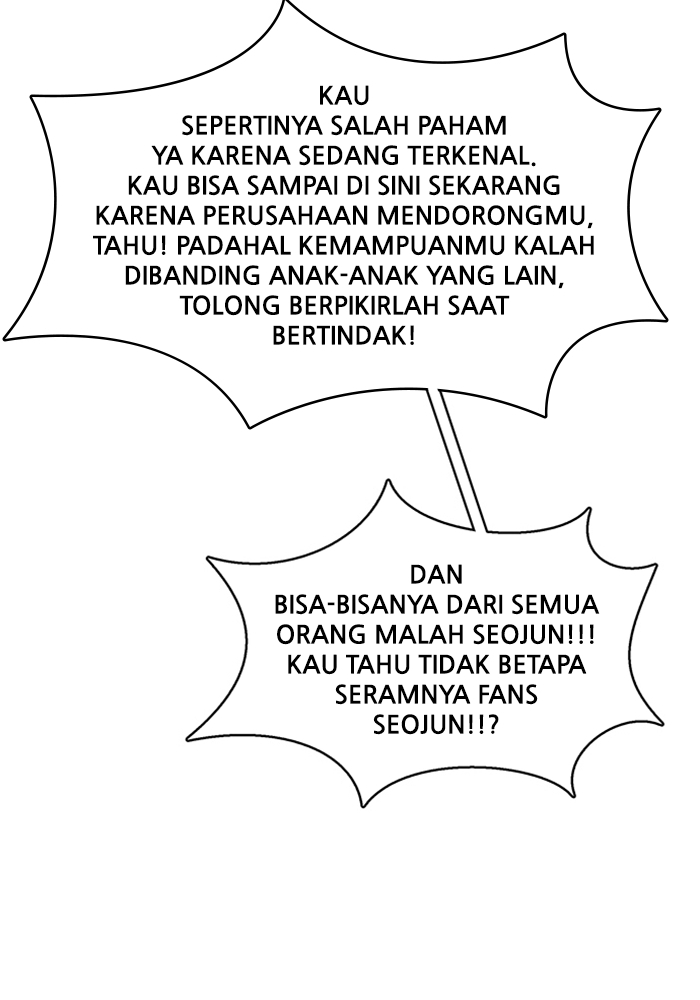 KAU
SEPERTINYA SALAH PAHAM
YA KARENA SEDANG TERKENAL.
KAU BISA SAMPAI DI SINI SEKARANG
KARENA PERUSAHAAN MENDORONGMU,
TAHU! PADAHAL KEMAMPUANMU KALAH
DIBANDING ANAK-ANAK YANG LAIN,
TOLONG BERPIKIRLAH SAAT
BERTINDAK!
DAN
BISA-BISANYA DARI SEMUA
ORANG MALAH SEOJUN!!!
KAU TAHU TIDAK BETAPA
SERAMNYA FANS
SEOJUN!!?